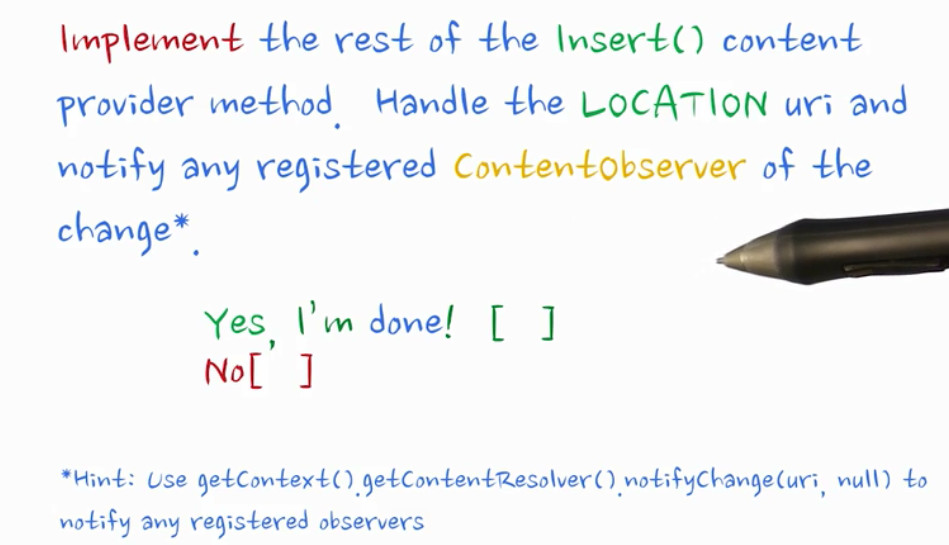 Implement the rest of the Insert() content
provider method. Handle the LOCATION uri and
notify any registered ContentObserver of the
change*.
Yes, I'm done! [ ]
No[ ]
*Hint: Use getContext().getContentResolver().notifyChange(uri, null) to
notify any registered observers